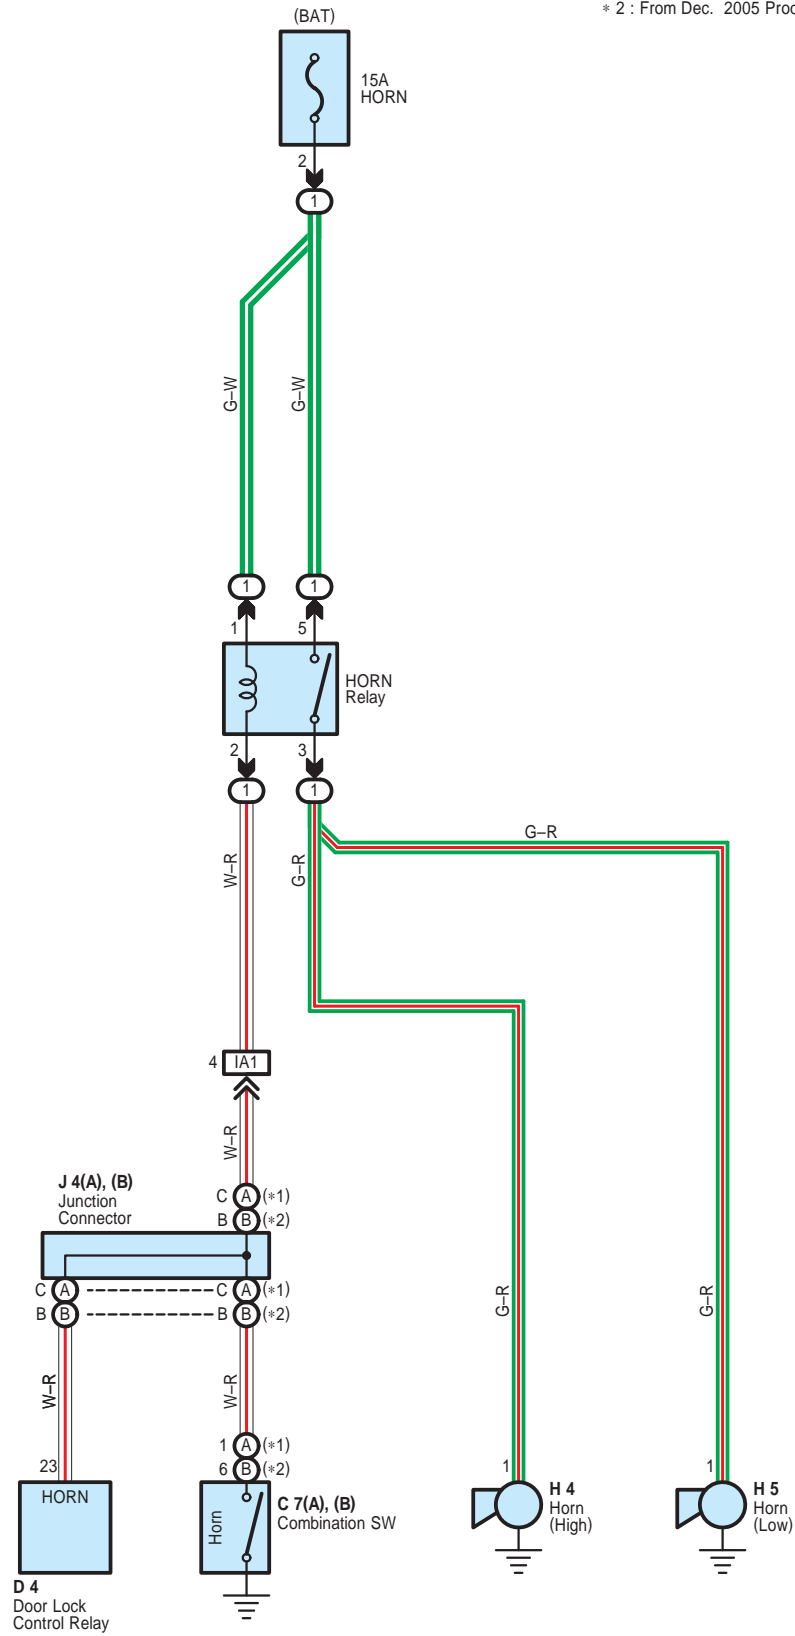 ∗ 2 : From Dec. 2005 Proc
(BAT)
15A
HORN
2
1
G–W
G–W
1
1
1
5
HORN
Relay
2
3
1
1
G–R
W–R
G–R
4
IA1
W–R
J 4(A), (B)
Junction
Connector
C A (∗1)
B B (∗2)
C A C A (∗1)
B B B B (∗2)
G–R
G–R
W–R
W–R
1 A (∗1)
6 B (∗2)
23
HORN
Horn
C 7(A), (B)
Combination SW
1
H 4
Horn
(High)
1
H 5
Horn
(Low)
D 4
Door Lock
Control Relay